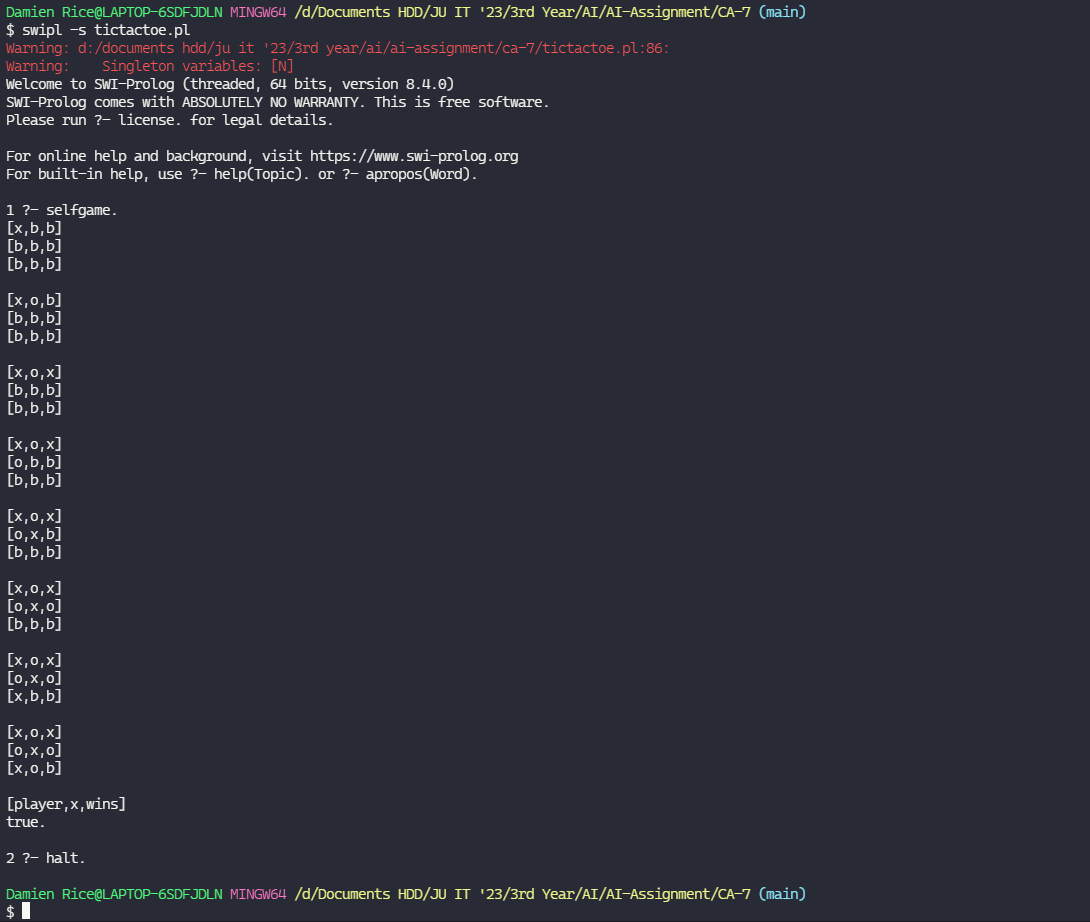 Damien Rice@LAPTOP-6SDFJDLN MINGW64 /d/Documents HDD/JU IT '23/3rd Year/AI/AI-Assignment/CA-7 (main)
$ swipl -s tictactoe.pl
Warning: d:/documents hdd/ju it '23/3rd year/ai/ai-assignment/ca-7/tictactoe.pl:86:
Warning:    Singleton variables: [N]
Welcome to SWI-Prolog (threaded, 64 bits, version 8.4.0)
SWI-Prolog comes with ABSOLUTELY NO WARRANTY. This is free software.
Please run ?- license. for legal details.

For online help and background, visit https://www.swi-prolog.org
For built-in help, use ?- help(Topic). or ?- apropos(Word).

1 ?- selfgame.
[x,b,b]
[b,b,b]
[b,b,b]

[x,o,b]
[b,b,b]
[b,b,b]

[x,o,x]
[b,b,b]
[b,b,b]

[x,o,x]
[o,b,b]
[b,b,b]

[x,o,x]
[o,x,b]
[b,b,b]

[x,o,x]
[o,x,o]
[b,b,b]

[x,o,x]
[o,x,o]
[x,b,b]

[x,o,x]
[o,x,o]
[x,o,b]

[player,x,wins]
true.

2 ?- halt.

Damien Rice@LAPTOP-6SDFJDLN MINGW64 /d/Documents HDD/JU IT '23/3rd Year/AI/AI-Assignment/CA-7 (main)
$